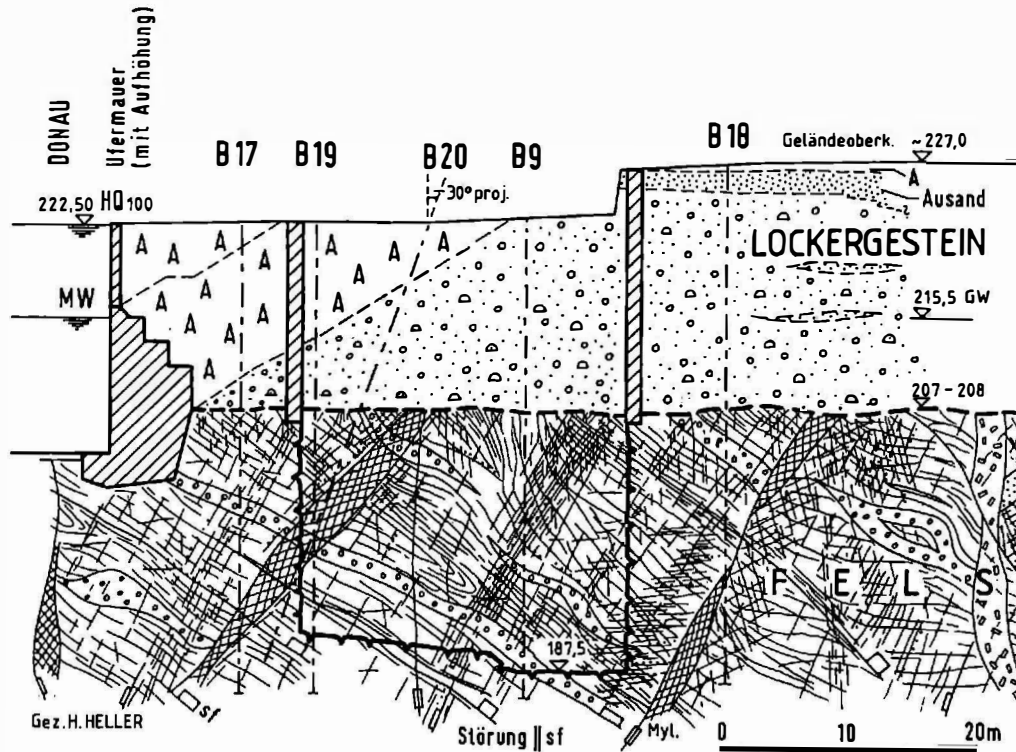 DONAU
Ufermauer
(mit Aufhöhung)
B17
B19
B20
B9
B18
Geländeoberk. ~227,0
30° proj.
A
Ausand
222,50 HQ100
A A A A A A A A A A A A A A
LOCKERGESTEIN
MW
215,5 GW
207-208
F E L S
187,5
sf
Gez. H. HELLER
Störung || sf
Myl.
0 10 20m